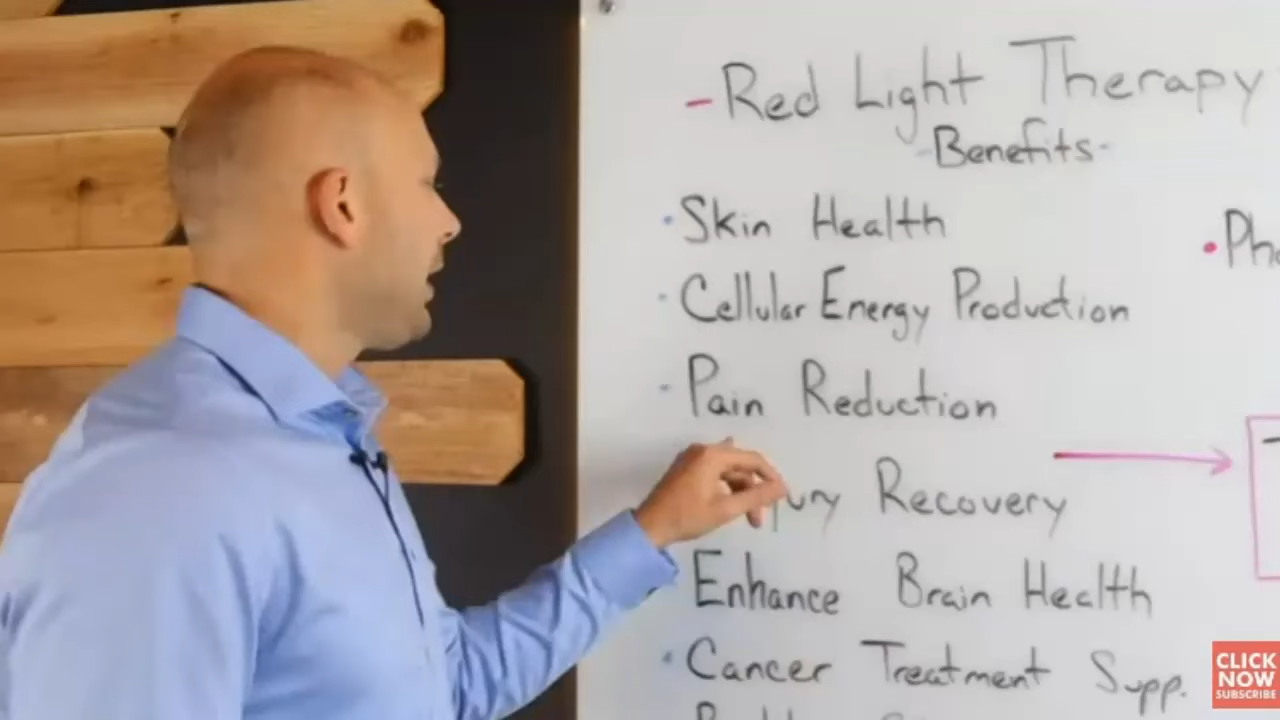 - Red Light Therapy
- Benefits -
• Skin Health
• Cellular Energy Production
• Pain Reduction
Recovery
Enhance Brain Health
• Cancer Treatment Supp.
CLICK
NOW
SUBSCRIBE